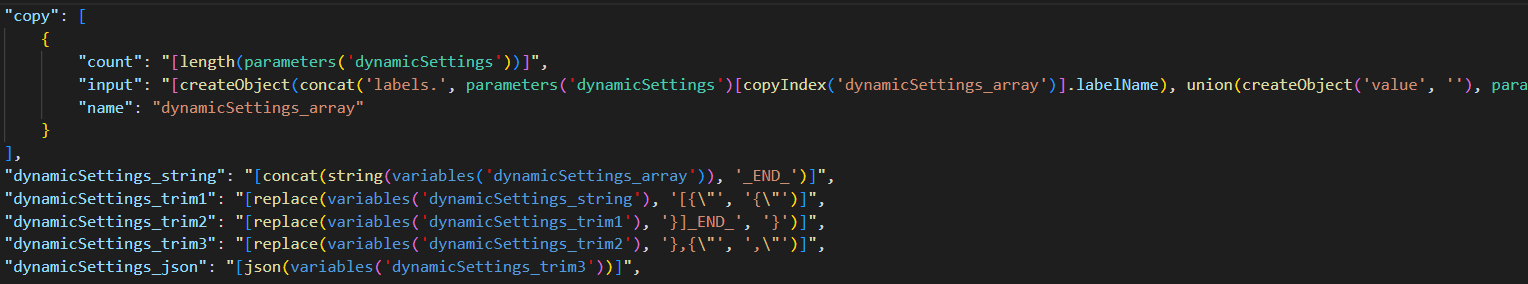 "copy": [
{
"count": "[length(parameters('dynamicSettings'))]",
"input": "[createObject(concat('labels.', parameters('dynamicSettings')[copyIndex('dynamicSettings_array')].labelName), union(createObject('value', ''), para
"name": "dynamicSettings_array"
}
],
"dynamicSettings_string": "[concat(string(variables('dynamicSettings_array')), '_END_')]",
"dynamicSettings_trim1": "[replace(variables('dynamicSettings_string'), '[{\"', '{\"')]",
"dynamicSettings_trim2": "[replace(variables('dynamicSettings_trim1'), '}]_END_', '}')]",
"dynamicSettings_trim3": "[replace(variables('dynamicSettings_trim2'), '},{\"', ',\"')]",
"dynamicSettings_json": "[json(variables('dynamicSettings_trim3'))]",